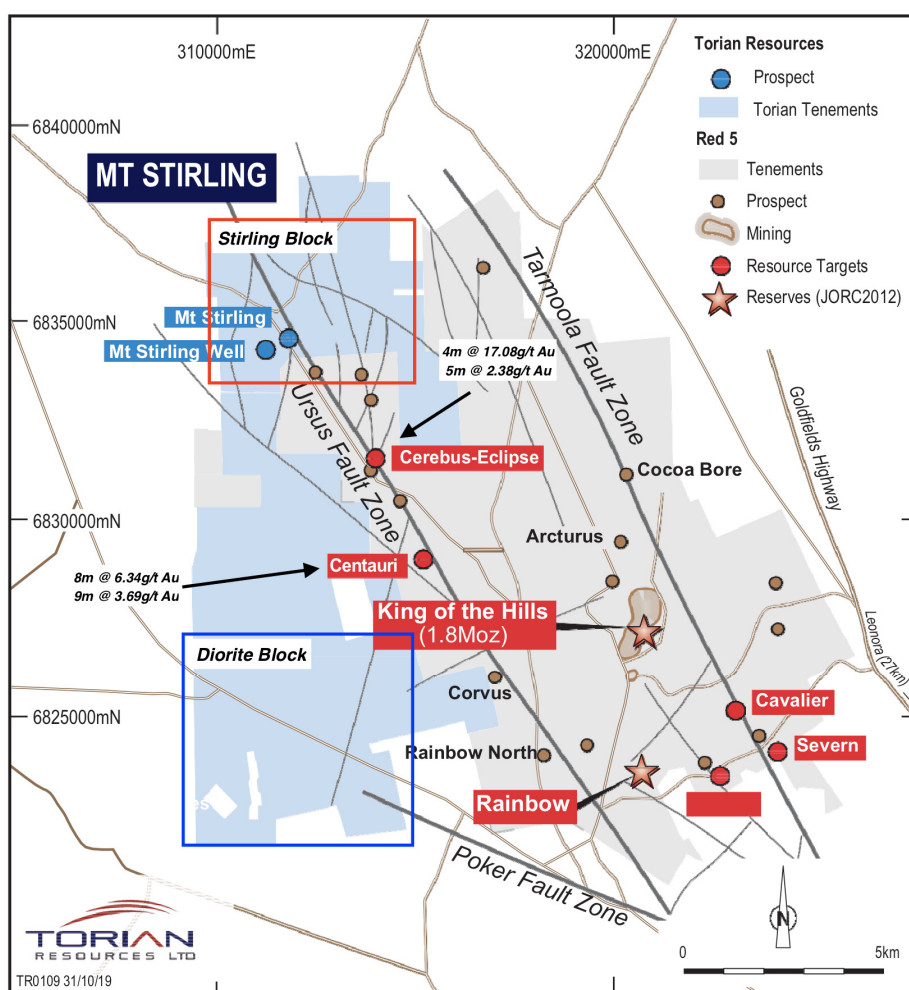 310000mE
320000mE
Torian Resources
Prospect
Torian Tenements
Red 5
Tenements
Prospect
Mining
Resource Targets
Reserves (JORC2012)
6840000mN
MT STIRLING
Stirling Block
Tarmoola Fault Zone
6835000mN
Mt Stirling
Mt Stirling Well
4m @ 17.08g/t Au
5m @ 2.38g/t Au
Ursus Fault Zone
Goldfields Highway
Cerebus-Eclipse
Cocoa Bore
6830000mN
Arcturus
Centauri
8m @ 6.34g/t Au
9m @ 3.69g/t Au
King of the Hills
(1.8Moz)
Leonora (27km)
Diorite Block
Corvus
Cavalier
6825000mN
Rainbow North
Severn
Rainbow
Poker Fault Zone
N
TORIAN
RESOURCES LTD
0
5km
TR0109 31/10/19